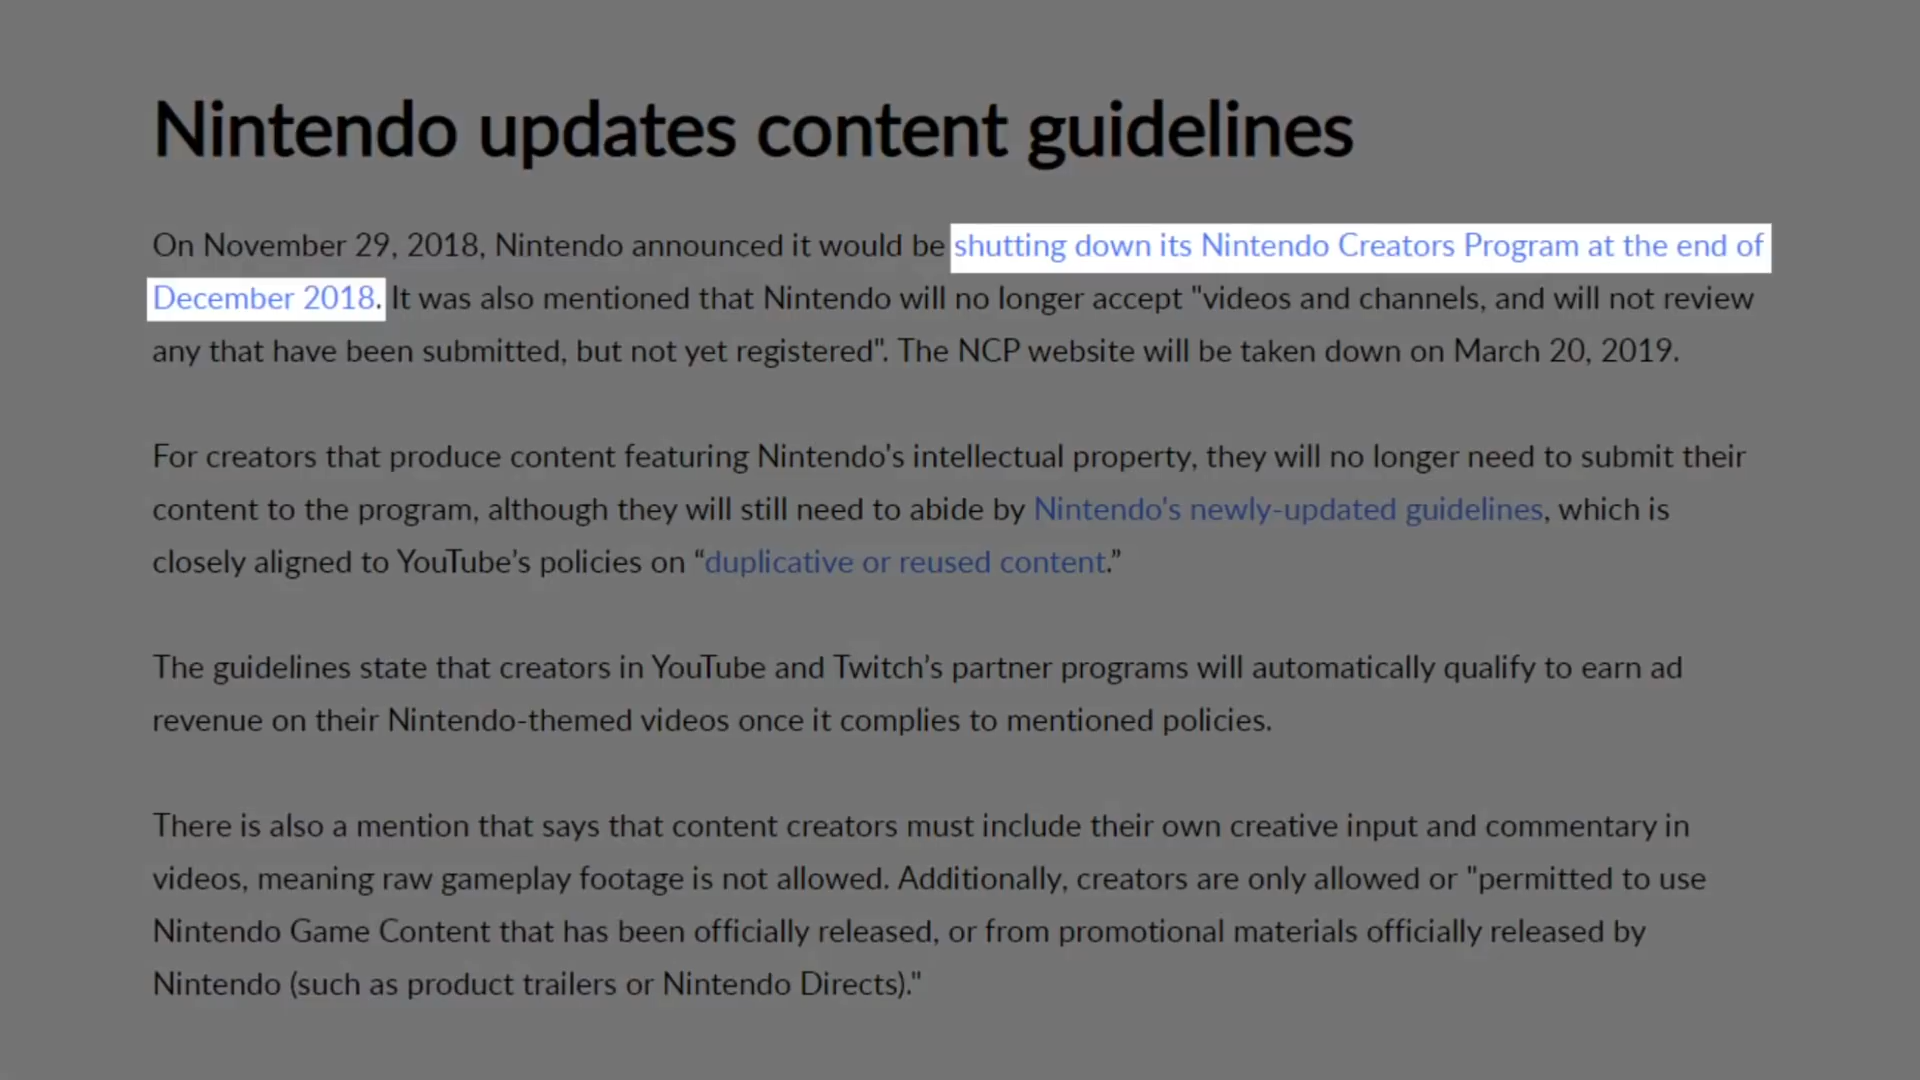 Nintendo updates content guidelines
On November 29, 2018, Nintendo announced it would be shutting down its Nintendo Creators Program at the end of
December 2018. It was also mentioned that Nintendo will no longer accept "videos and channels, and will not review
any that have been submitted, but not yet registered". The NCP website will be taken down on March 20, 2019.
For creators that produce content featuring Nintendo's intellectual property, they will no longer need to submit their
content to the program, although they will still need to abide by Nintendo's newly-updated guidelines, which is
closely aligned to YouTube’s policies on “duplicative or reused content.”
The guidelines state that creators in YouTube and Twitch’s partner programs will automatically qualify to earn ad
revenue on their Nintendo-themed videos once it complies to mentioned policies.
There is also a mention that says that content creators must include their own creative input and commentary in
videos, meaning raw gameplay footage is not allowed. Additionally, creators are only allowed or "permitted to use
Nintendo Game Content that has been officially released, or from promotional materials officially released by
Nintendo (such as product trailers or Nintendo Directs)."